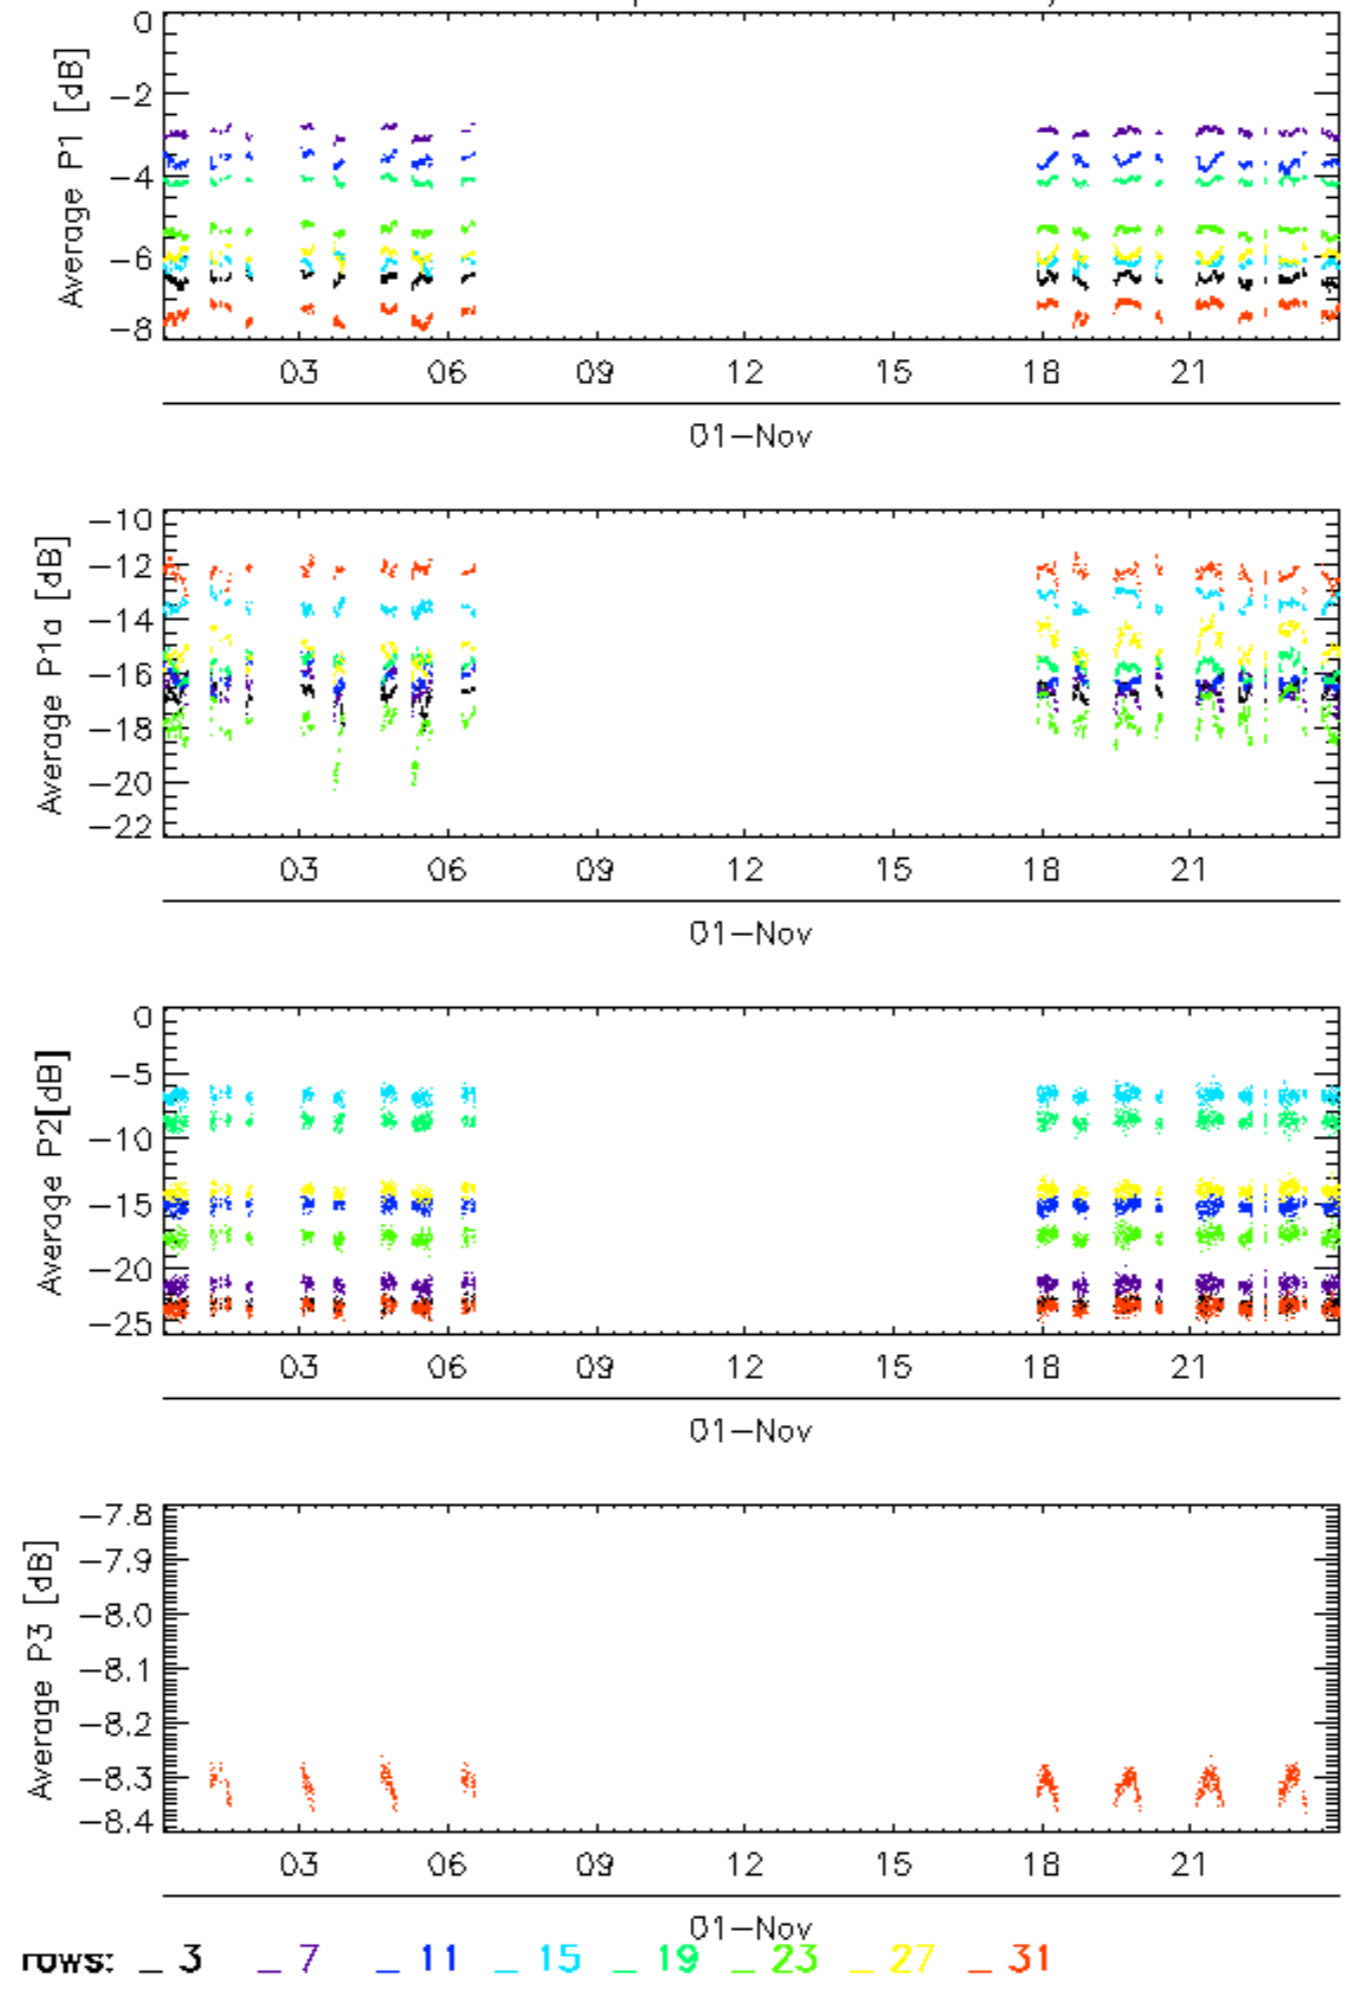 Average P1 [dB]
0
−2
−4
−6
−8
03 06 09 12 15 18 21
01−Nov
Average P1a [dB]
−10
−12
−14
−16
−18
−20
−22
03 06 09 12 15 18 21
01−Nov
Average P2[dB]
0
−5
−10
−15
−20
−25
03 06 09 12 15 18 21
01−Nov
Average P3 [dB]
−7.8
−7.9
−8.0
−8.1
−8.2
−8.3
−8.4
03 06 09 12 15 18 21
01−Nov
rows: _ 3 _ 7 _ 11 _ 15 _ 19 _ 23 _ 27 _ 31